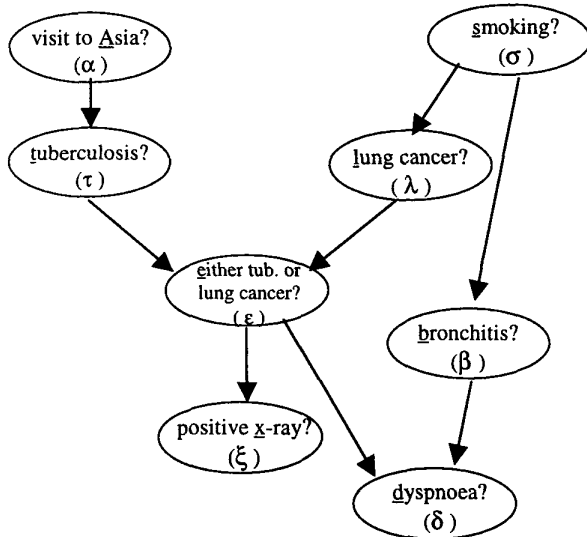 visit to Asia?
(α)
smoking?
(σ)
tuberculosis?
(τ)
lung cancer?
(λ)
either tub. or
lung cancer?
(ε)
bronchitis?
(β)
positive x-ray?
(ξ)
dyspnoea?
(δ)